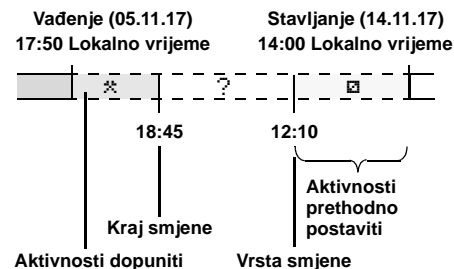 Vađenje (05.11.17)
17:50 Lokalno vrijeme
Stavljanje (14.11.17)
14:00 Lokalno vrijeme
?
18:45
12:10
Aktivnosti
prethodno
postaviti
Kraj smjene
Aktivnosti dopuniti
Vrsta smjene